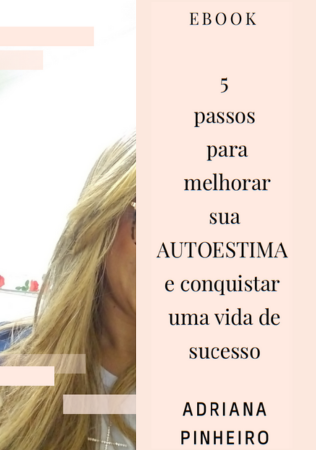 EBOOK
5
passos
para
melhorar
sua
AUTOESTIMA
e conquistar
uma vida de
sucesso
ADRIANA
PINHEIRO